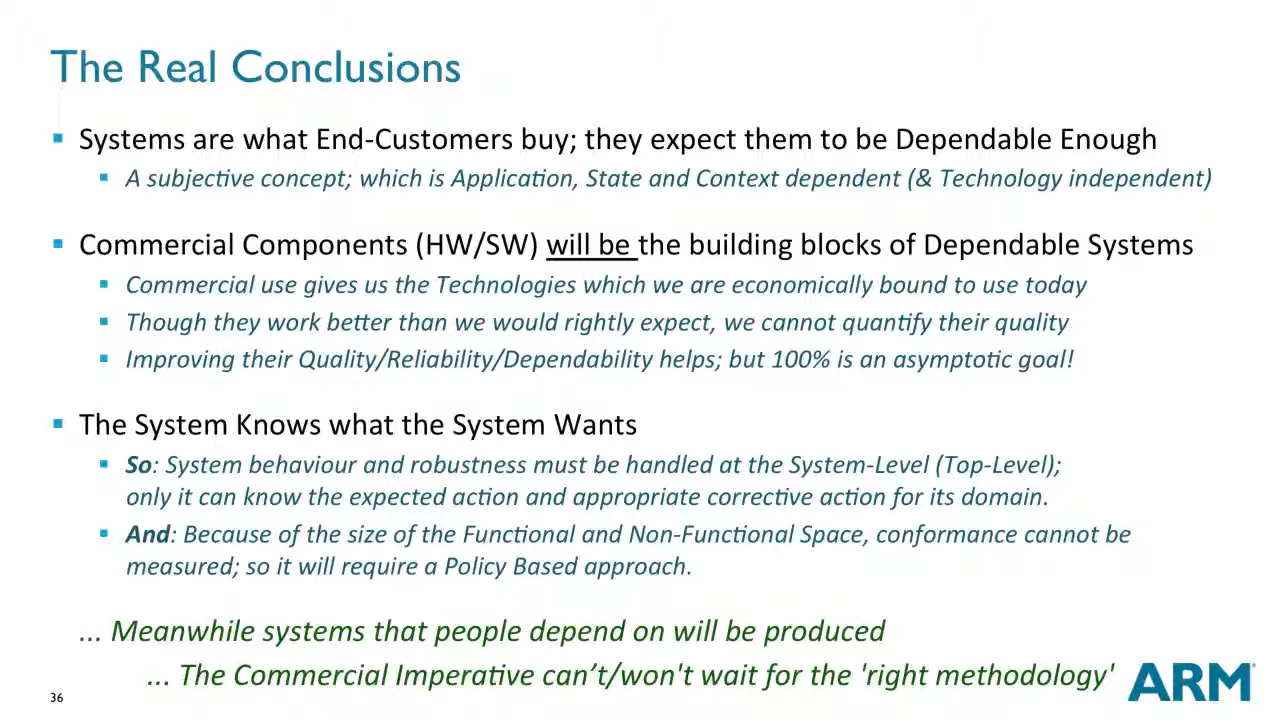 The Real Conclusions
Systems are what End-Customers buy; they expect them to be Dependable Enough
A subjective concept; which is Application, State and Context dependent (& Technology independent)
Commercial Components (HW/SW) will be the building blocks of Dependable Systems
Commercial use gives us the Technologies which we are economically bound to use today
Though they work better than we would rightly expect, we cannot quantify their quality
Improving their Quality/Reliability/Dependability helps; but 100% is an asymptotic goal!
The System Knows what the System Wants
So: System behaviour and robustness must be handled at the System-Level (Top-Level);
only it can know the expected action and appropriate corrective action for its domain.
And: Because of the size of the Functional and Non-Functional Space, conformance cannot be
measured; so it will require a Policy Based approach.
... Meanwhile systems that people depend on will be produced
... The Commercial Imperative can’t/won't wait for the 'right methodology'
36
ARM